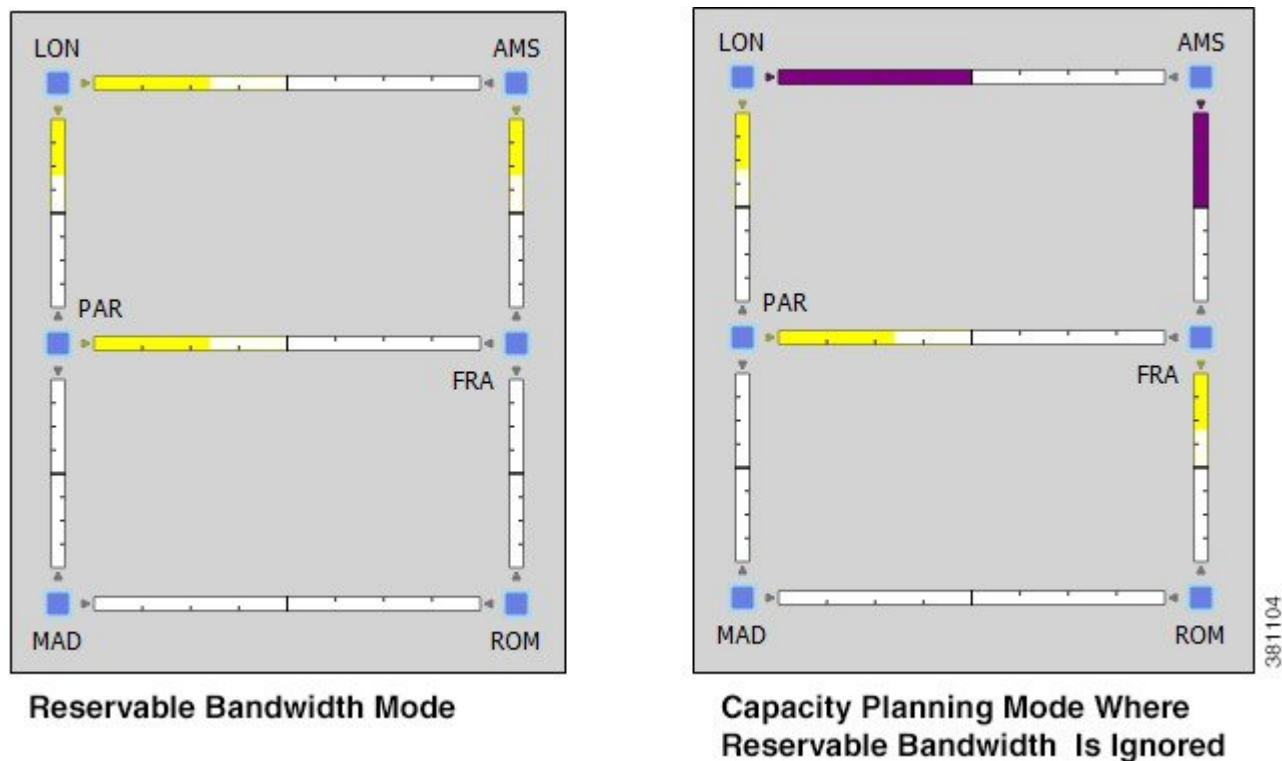 LON
AMS
PAR
FRA
MAD
ROM
Reservable Bandwidth Mode
LON
AMS
PAR
FRA
MAD
ROM
Capacity Planning Mode Where
Reservable Bandwidth Is Ignored
381104